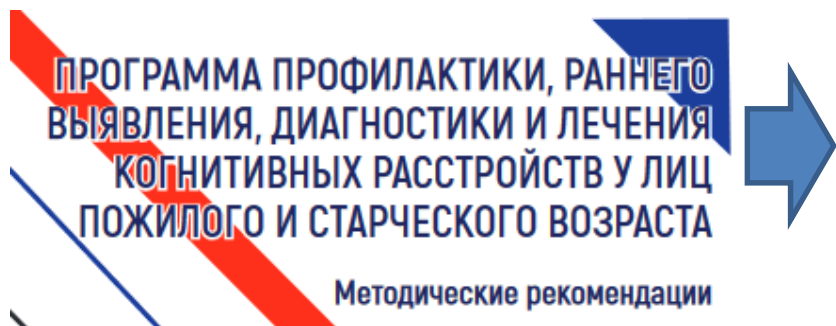 ПРОГРАММА ПРОФИЛАКТИКИ, РАННЕГО
ВЫЯВЛЕНИЯ, ДИАГНОСТИКИ И ЛЕЧЕНИЯ
КОГНИТИВНЫХ РАССТРОЙСТВ У ЛИЦ
ПОЖИЛОГО И СТАРЧЕСКОГО ВОЗРАСТА
Методические рекомендации